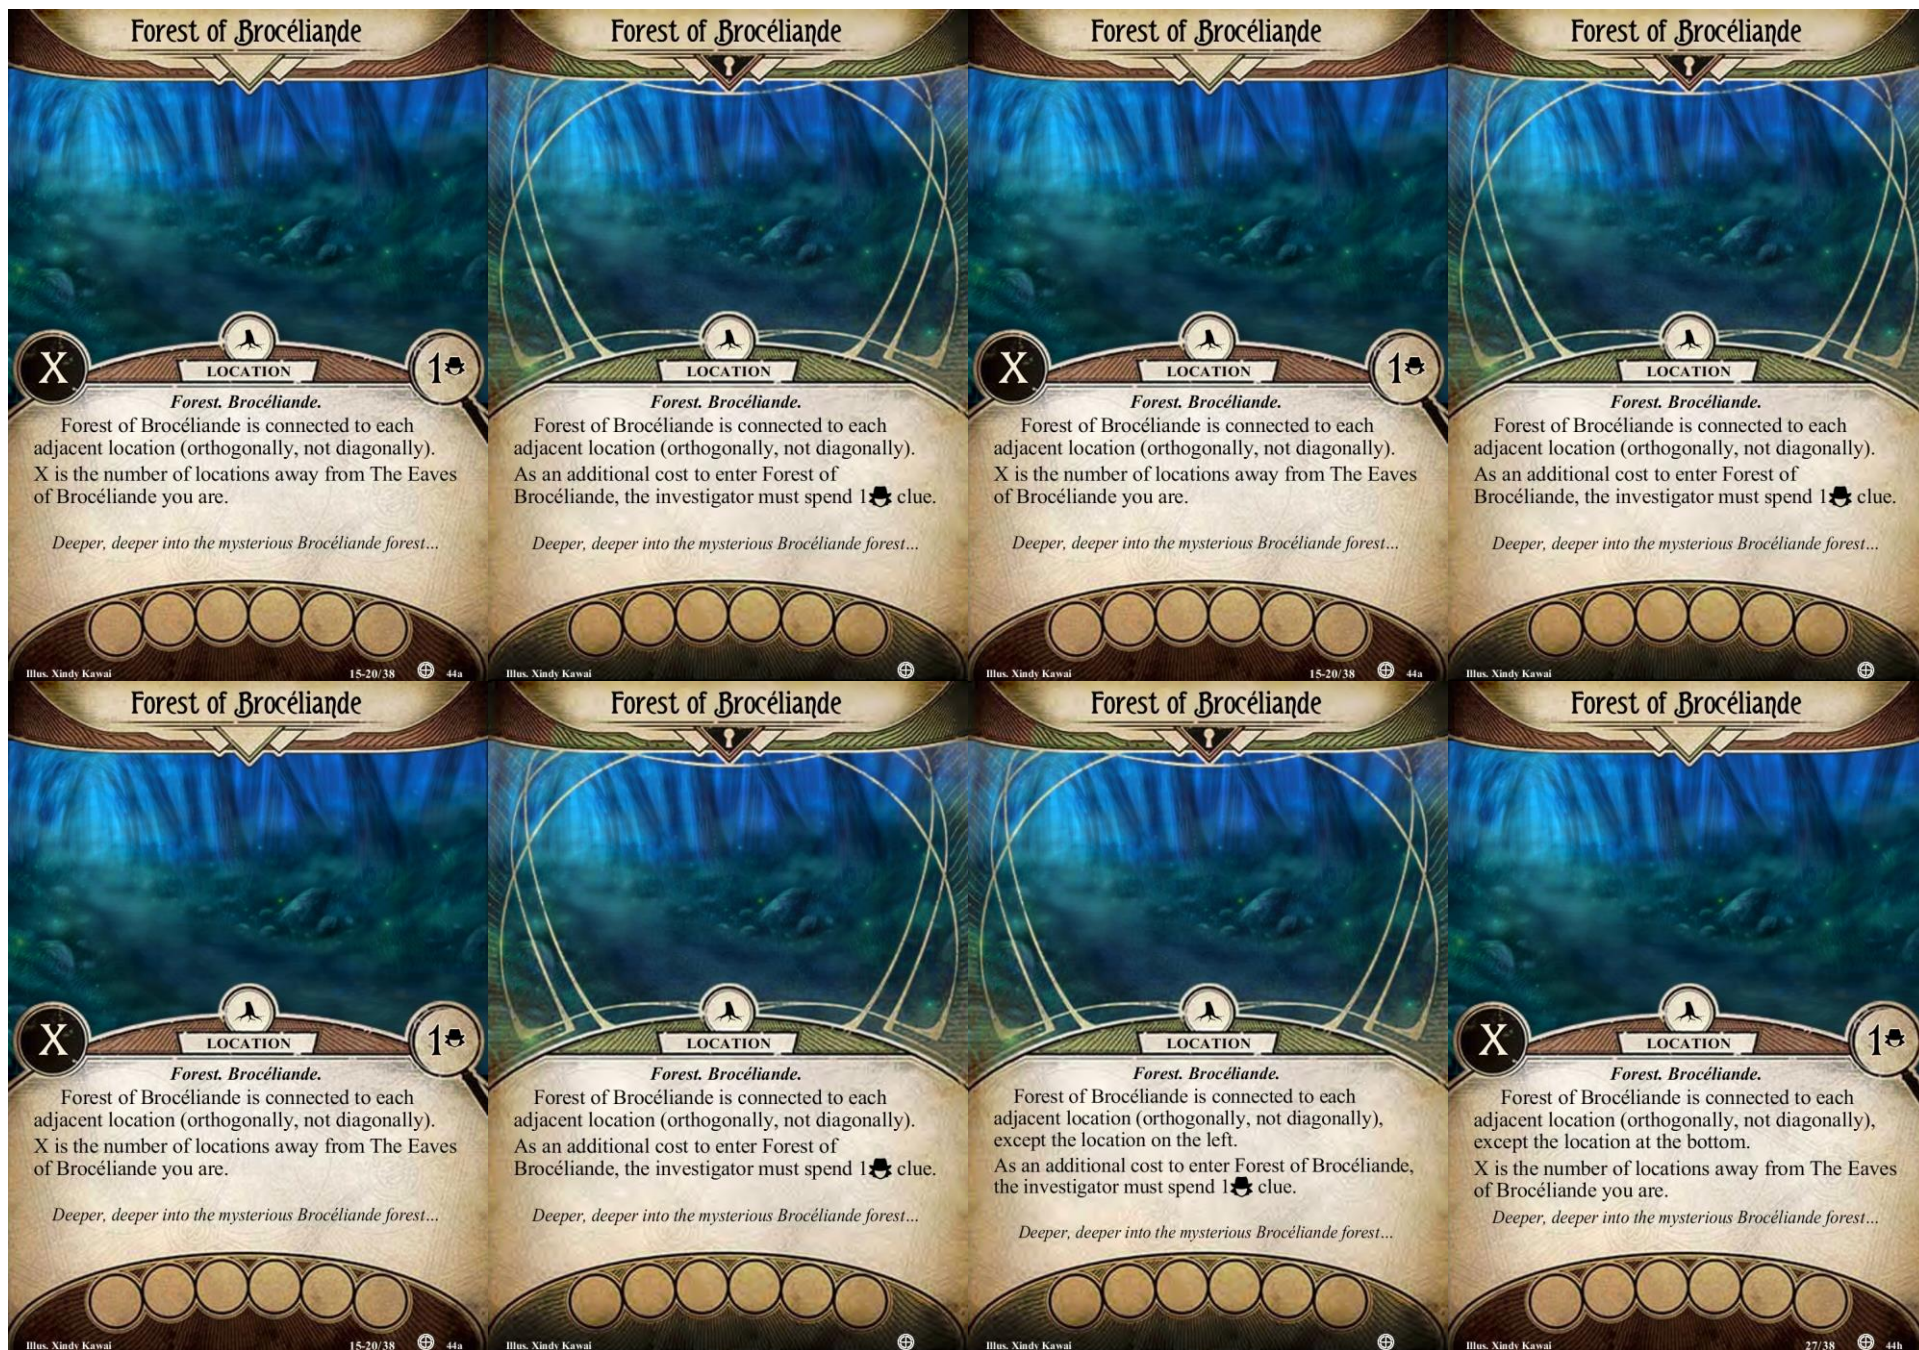 Forest of Brocéliande
X
1
LOCATION
Forest. Brocéliande.
Forest of Brocéliande is connected to each
adjacent location (orthogonally, not diagonally).
X is the number of locations away from The Eaves
of Brocéliande you are.
Deeper, deeper into the mysterious Brocéliande forest...
Illus. Xindy Kawai
15-20/38
44a
Forest of Brocéliande
LOCATION
Forest. Brocéliande.
Forest of Brocéliande is connected to each
adjacent location (orthogonally, not diagonally).
As an additional cost to enter Forest of
Brocéliande, the investigator must spend 1 clue.
Deeper, deeper into the mysterious Brocéliande forest...
Illus. Xindy Kawai
Forest of Brocéliande
X
1
LOCATION
Forest. Brocéliande.
Forest of Brocéliande is connected to each
adjacent location (orthogonally, not diagonally).
X is the number of locations away from The Eaves
of Brocéliande you are.
Deeper, deeper into the mysterious Brocéliande forest...
Illus. Xindy Kawai
15-20/38
44a
Forest of Brocéliande
LOCATION
Forest. Brocéliande.
Forest of Brocéliande is connected to each
adjacent location (orthogonally, not diagonally).
As an additional cost to enter Forest of
Brocéliande, the investigator must spend 1 clue.
Deeper, deeper into the mysterious Brocéliande forest...
Illus. Xindy Kawai
Forest of Brocéliande
X
1
LOCATION
Forest. Brocéliande.
Forest of Brocéliande is connected to each
adjacent location (orthogonally, not diagonally).
X is the number of locations away from The Eaves
of Brocéliande you are.
Deeper, deeper into the mysterious Brocéliande forest...
Illus. Xindy Kawai
15-20/38
44a
Forest of Brocéliande
LOCATION
Forest. Brocéliande.
Forest of Brocéliande is connected to each
adjacent location (orthogonally, not diagonally).
As an additional cost to enter Forest of
Brocéliande, the investigator must spend 1 clue.
Deeper, deeper into the mysterious Brocéliande forest...
Illus. Xindy Kawai
Forest of Brocéliande
LOCATION
Forest. Brocéliande.
Forest of Brocéliande is connected to each
adjacent location (orthogonally, not diagonally),
except the location on the left.
As an additional cost to enter Forest of Brocéliande,
the investigator must spend 1 clue.
Deeper, deeper into the mysterious Brocéliande forest...
Illus. Xindy Kawai
Forest of Brocéliande
X
1
LOCATION
Forest. Brocéliande.
Forest of Brocéliande is connected to each
adjacent location (orthogonally, not diagonally),
except the location at the bottom.
X is the number of locations away from The Eaves
of Brocéliande you are.
Deeper, deeper into the mysterious Brocéliande forest...
Illus. Xindy Kawai
27/38
44h